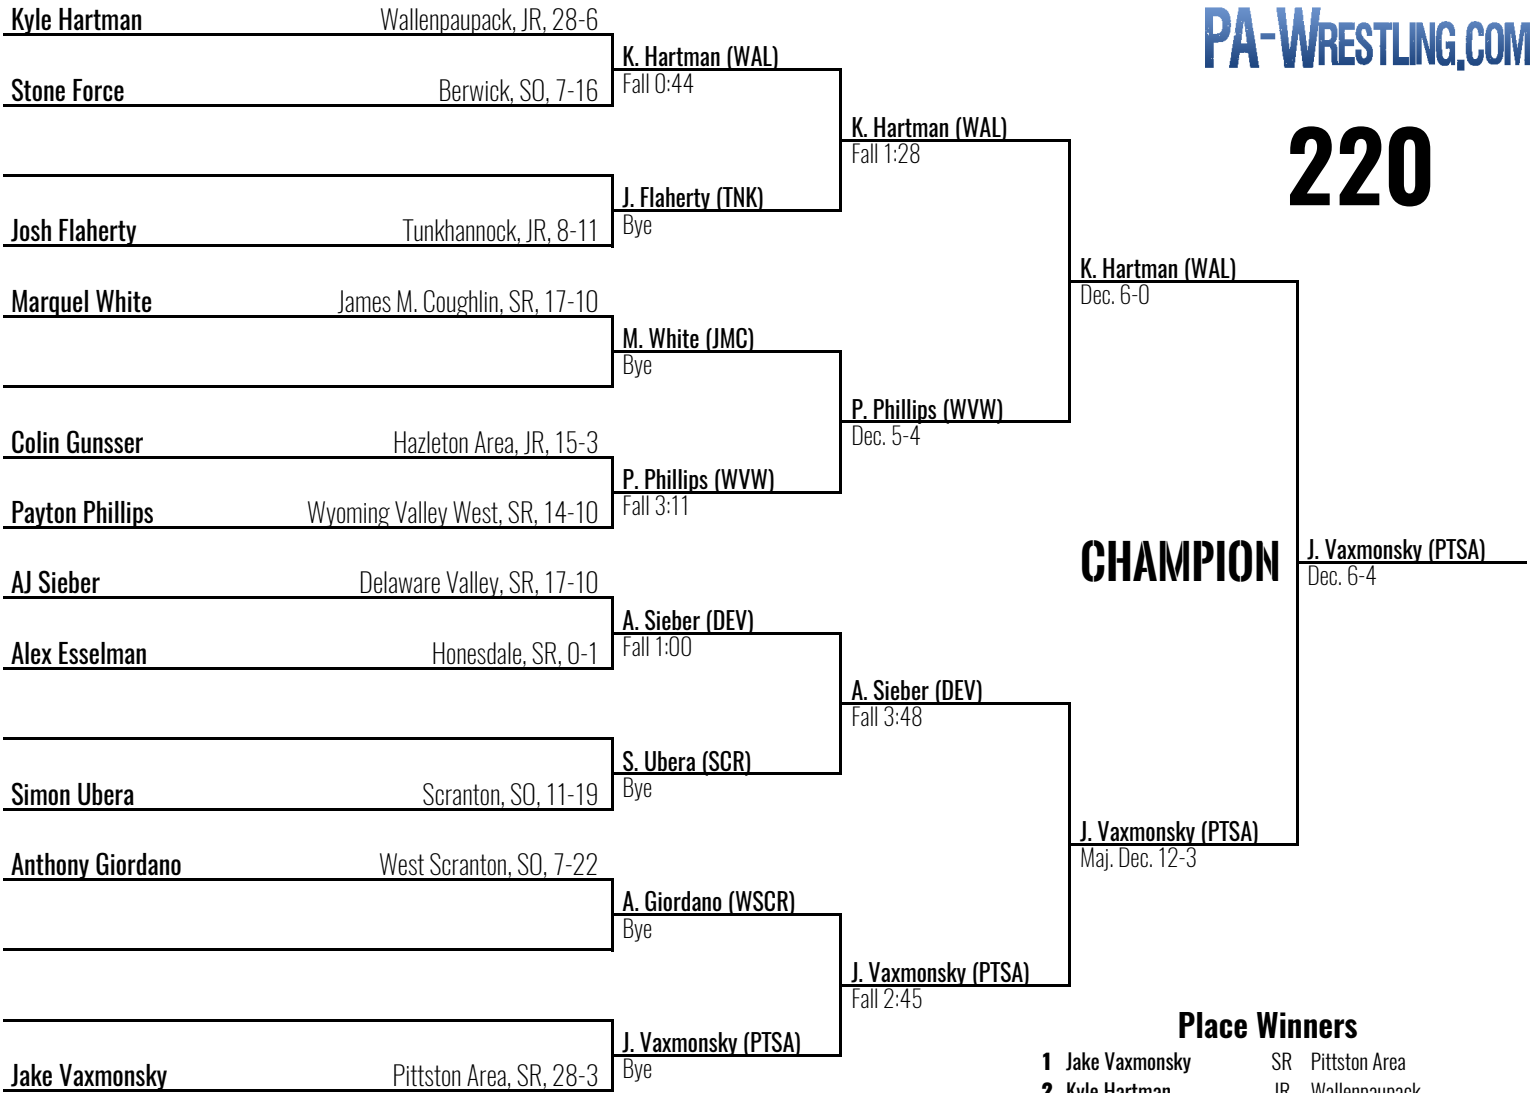 Kyle Hartman Wallenpaupack, JR, 28-6
PA-WRESTLING.COM
K. Hartman (WAL)
Fall 0:44
Stone Force Berwick, SO, 7-16
K. Hartman (WAL)
Fall 1:28
220
J. Flaherty (TNK)
Bye
Josh Flaherty Tunkhannock, JR, 8-11
K. Hartman (WAL)
Dec. 6-0
Marquel White James M. Coughlin, SR, 17-10
M. White (JMC)
Bye
P. Phillips (WVW)
Dec. 5-4
Colin Gunsser Hazleton Area, JR, 15-3
P. Phillips (WVW)
Fall 3:11
Payton Phillips Wyoming Valley West, SR, 14-10
CHAMPION
J. Vaxmonsky (PTSA)
Dec. 6-4
AJ Sieber Delaware Valley, SR, 17-10
A. Sieber (DEV)
Fall 1:00
Alex Esselman Honesdale, SR, 0-1
A. Sieber (DEV)
Fall 3:48
S. Ubera (SCR)
Bye
Simon Ubera Scranton, SO, 11-19
J. Vaxmonsky (PTSA)
Maj. Dec. 12-3
Anthony Giordano West Scranton, SO, 7-22
A. Giordano (WSCR)
Bye
J. Vaxmonsky (PTSA)
Fall 2:45
J. Vaxmonsky (PTSA)
Bye
Jake Vaxmonsky Pittston Area, SR, 28-3
Place Winners
1 Jake Vaxmonsky SR Pittston Area
2 Kyle Hartman JR Wallenpaupack